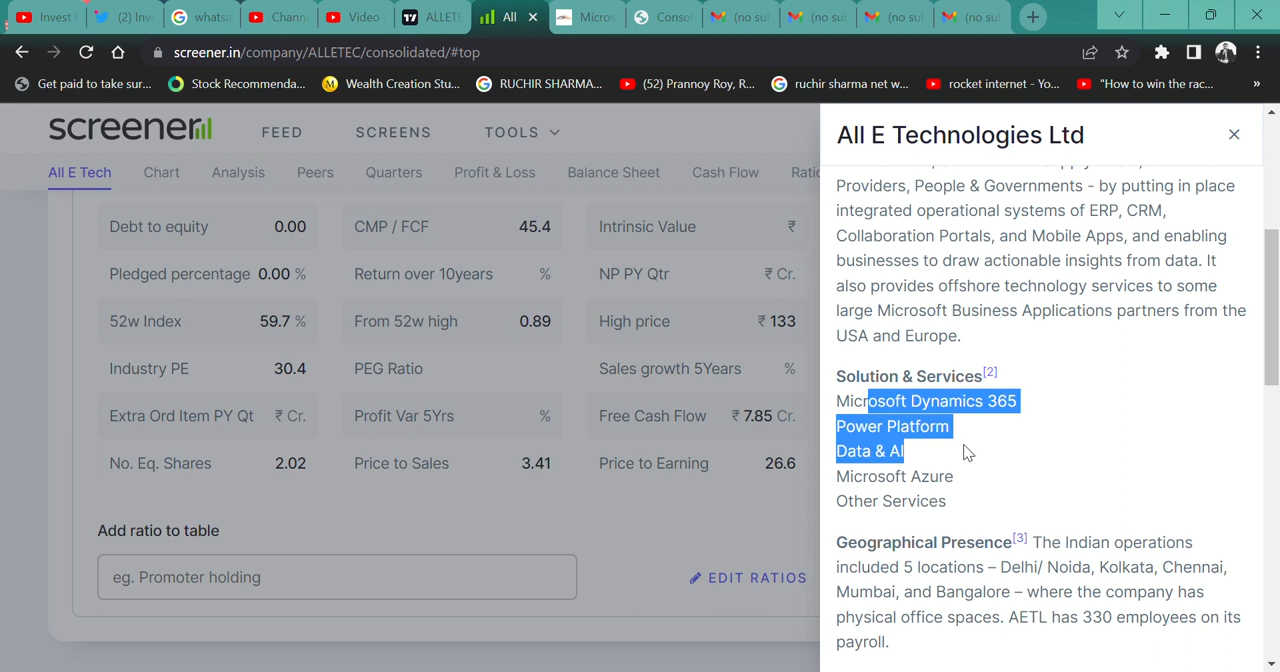 Invest
(2) Inv
whats
Chann
Video
ALLETE
All
Micros
Consol
(no sul
(no sul
(no sul
(no sul
screener.in/company/ALLETEC/consolidated/#top
Get paid to take sur...
Stock Recommenda...
Wealth Creation Stu...
RUCHIR SHARMA...
(52) Prannoy Roy, R...
ruchir sharma net w...
rocket internet - Yo...
"How to win the rac...
»
screener
FEED
SCREENS
TOOLS
All E Tech
Chart
Analysis
Peers
Quarters
Profit & Loss
Balance Sheet
Cash Flow
Ratio
Debt to equity 0.00
CMP / FCF 45.4
Intrinsic Value ₹
Pledged percentage 0.00 %
Return over 10years %
NP PY Qtr ₹ Cr.
52w Index 59.7 %
From 52w high 0.89
High price ₹ 133
Industry PE 30.4
PEG Ratio
Sales growth 5Years %
Extra Ord Item PY Qt ₹ Cr.
Profit Var 5Yrs %
Free Cash Flow ₹ 7.85 Cr.
No. Eq. Shares 2.02
Price to Sales 3.41
Price to Earning 26.6
Add ratio to table
eg. Promoter holding
EDIT RATIOS
All E Technologies Ltd
Providers, People & Governments - by putting in place
integrated operational systems of ERP, CRM,
Collaboration Portals, and Mobile Apps, and enabling
businesses to draw actionable insights from data. It
also provides offshore technology services to some
large Microsoft Business Applications partners from the
USA and Europe.
Solution & Services[2]
Microsoft Dynamics 365
Power Platform
Data & AI
Microsoft Azure
Other Services
Geographical Presence[3] The Indian operations
included 5 locations – Delhi/ Noida, Kolkata, Chennai,
Mumbai, and Bangalore – where the company has
physical office spaces. AETL has 330 employees on its
payroll.